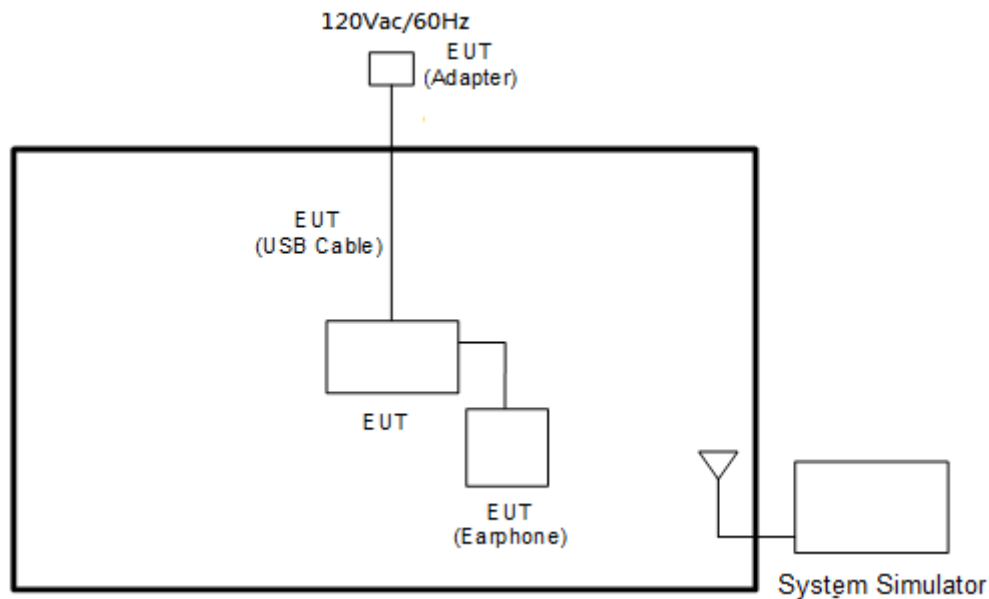 120Vac/60Hz
EUT
(Adapter)
EUT
(USB Cable)
EUT
EUT
(Earphone)
System Simulator